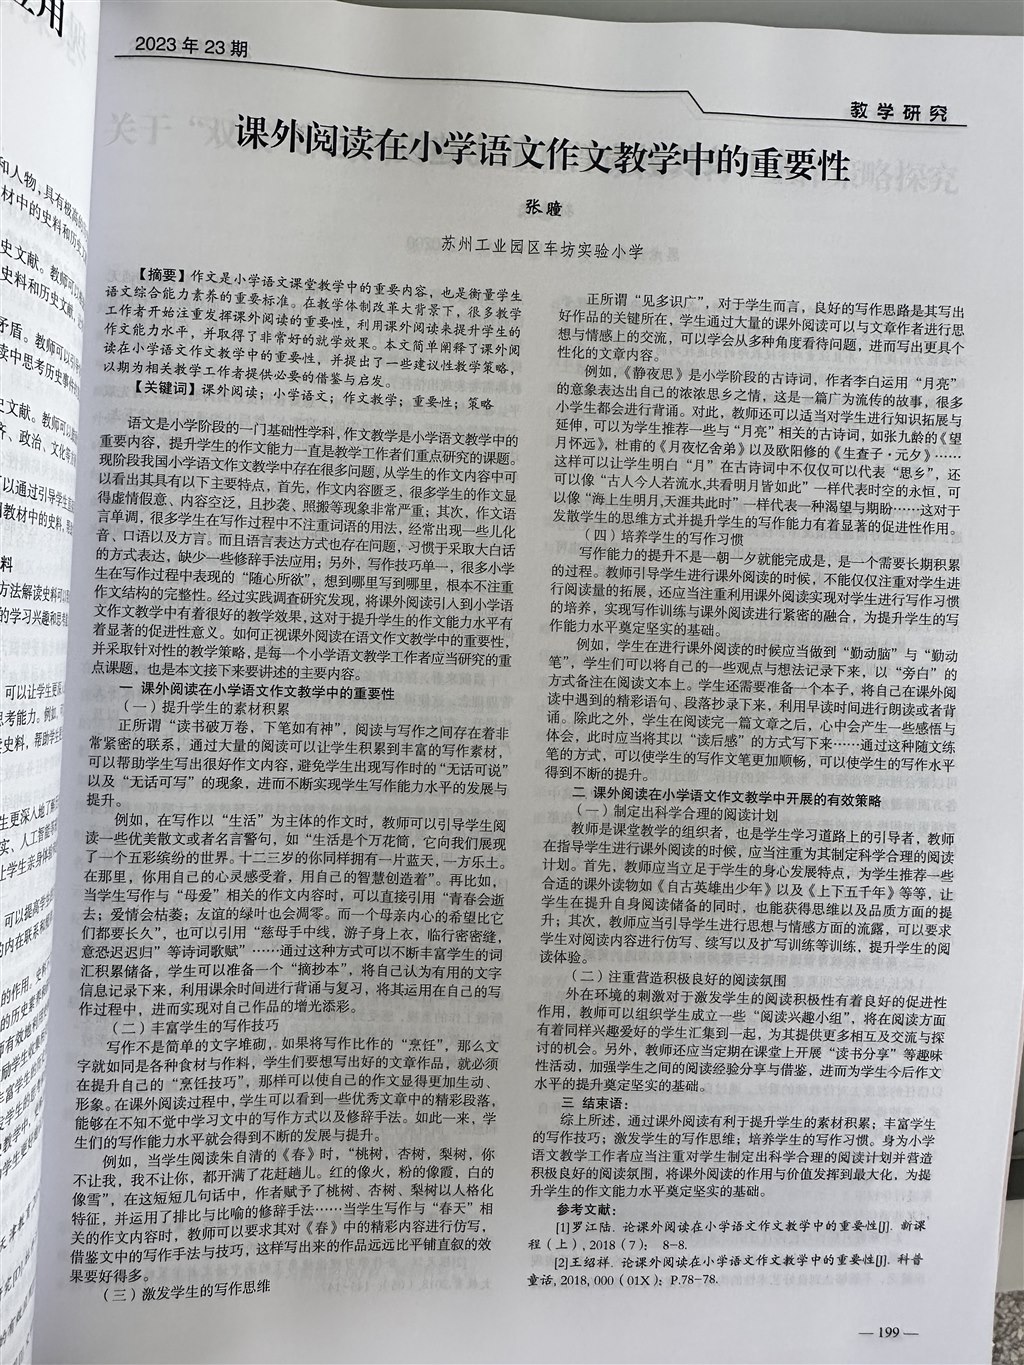 2023 年 23 期
教学研究
课外阅读在小学语文作文教学中的重要性
张瞳
苏州工业园区车坊实验小学
【摘要】作文是小学语文课堂教学中的重要内容，也是衡量学生
语文综合能力素养的重要标准。在教学体制改革大背景下，很多教学
工作者开始注重发挥课外阅读的重要性，利用课外阅读来提升学生的
作文能力水平，并取得了非常好的就学效果。本文简单阐释了课外阅
读在小学语文作文教学中的重要性，并提出了一些建议性教学策略，
以期为相关教学工作者提供必要的借鉴与启发。
【关键词】课外阅读；小学语文；作文教学；重要性；策略
语文是小学阶段的一门基础性学科，作文教学是小学语文教学中的
重要内容，提升学生的作文能力一直是教学工作者们重点研究的课题。
现阶段我国小学语文作文教学中存在很多问题，从学生的作文内容中可
以看出其具有以下主要特点，首先，作文内容匮乏，很多学生的作文显
得虚情假意、内容空泛，且抄袭、照搬等现象非常严重；其次，作文语
言单调，很多学生在写作过程中不注重词语的用法，经常出现一些儿化
音、口语以及方言。而且语言表达方式也存在问题，习惯于采取大白话
的方式表达，缺少一些修辞手法应用；另外，写作技巧单一，很多小学
生在写作过程中表现的“随心所欲”，想到哪里写到哪里，根本不注重
作文结构的完整性。经过实践调查研究发现，将课外阅读引入到小学语
文作文教学中有着很好的教学效果，这对于提升学生的作文能力水平有
着显著的促进性意义。如何正视课外阅读在语文作文教学中的重要性，
并采取针对性的教学策略，是每一个小学语文教学工作者应当研究的重
点课题，也是本文接下来要讲述的主要内容。
一 课外阅读在小学语文作文教学中的重要性
（一）提升学生的素材积累
正所谓“读书破万卷，下笔如有神”，阅读与写作之间存在着非
常紧密的联系，通过大量的阅读可以让学生积累到丰富的写作素材，
可以帮助学生写出很好作文内容，避免学生出现写作时的“无话可说”
以及“无话可写”的现象，进而不断实现学生写作能力水平的发展与
提升。
例如，在写作以“生活”为主体的作文时，教师可以引导学生阅
读一些优美散文或者名言警句，如“生活是个万花筒，它向我们展现
了一个五彩缤纷的世界。十二三岁的你同样拥有一片蓝天，一方乐土。
在那里，你用自己的心灵感受着，用自己的智慧创造着”。再比如，
当学生写作与“母爱”相关的作文内容时，可以直接引用“青春会逝
去；爱情会枯萎；友谊的绿叶也会凋零。而一个母亲内心的希望比它
们都要长久”，也可以引用“慈母手中线，游子身上衣，临行密密缝，
意恐迟迟归”等诗词歌赋”⋯⋯通过这种方式可以不断丰富学生的词
汇积累储备，学生可以准备一个“摘抄本”，将自己认为有用的文字
信息记录下来，利用课余时间进行背诵与复习，将其运用在自己的写
作过程中，进而实现对自己作品的增光添彩。
（二）丰富学生的写作技巧
写作不是简单的文字堆砌，如果将写作比作的“烹饪”，那么文
字就如同是各种食材与作料，学生们要想写出好的文章作品，就必须
在提升自己的“烹饪技巧”，那样可以使自己的作文显得更加生动、
形象。在课外阅读过程中，学生可以看到一些优秀文章中的精彩段落，
能够在不知不觉中学习文中的写作方式以及修辞手法。如此一来，学
生们的写作能力水平就会得到不断的发展与提升。
例如，当学生阅读朱自清的《春》时，“桃树，杏树，梨树，你
不让我，我不让你，都开满了花赶趟儿。红的像火，粉的像霞，白的
像雪”，在这短短几句话中，作者赋予了桃树、杏树、梨树以人格化
特征，并运用了排比与比喻的修辞手法⋯⋯当学生写作与“春天”相
关的作文内容时，教师可以要求其对《春》中的精彩内容进行仿写，
借鉴文中的写作手法与技巧，这样写出来的作品远远比平铺直叙的效
果要好得多。
（三）激发学生的写作思维
正所谓“见多识广”，对于学生而言，良好的写作思路是其写出
好作品的关键所在，学生通过大量的课外阅读可以与文章作者进行思
想与情感上的交流，可以学会从多种角度看待问题，进而写出更具个
性化的文章内容。
例如，《静夜思》是小学阶段的古诗词，作者李白运用“月亮”
的意象表达出自己的浓浓思乡之情，这是一篇广为流传的故事，很多
小学生都会进行背诵。对此，教师还可以适当对学生进行知识拓展与
延伸，可以为学生推荐一些与“月亮”相关的古诗词，如张九龄的《望
月怀远》，杜甫的《月夜忆舍弟》以及欧阳修的《生查子·元夕》⋯⋯
这样可以让学生明白“月”在古诗词中不仅仅可以代表“思乡”，还
可以像“古人今人若流水,共看明月皆如此”一样代表时空的永恒，可
以像“海上生明月,天涯共此时”一样代表一种渴望与期盼⋯⋯这对于
发散学生的思维方式并提升学生的写作能力有着显著的促进性作用。
（四）培养学生的写作习惯
写作能力的提升不是一朝一夕就能完成是，是一个需要长期积累
的过程。教师引导学生进行课外阅读的时候，不能仅仅注重对学生进
行阅读量的拓展，还应当注重利用课外阅读实现对学生进行写作习惯
的培养，实现写作训练与课外阅读进行紧密的融合，为提升学生的写
作能力水平奠定坚实的基础。
例如，学生在进行课外阅读的时候应当做到“勤动脑”与“勤动
笔”，学生们可以将自己的一些观点与想法记录下来，以“旁白”的
方式备注在阅读文本上。学生还需要准备一个本子，将自己在课外阅
读中遇到的精彩语句、段落抄录下来，利用早读时间进行朗读或者背
诵。除此之外，学生在阅读完一篇文章之后，心中会产生一些感悟与
体会，此时应当将其以“读后感”的方式写下来⋯⋯通过这种随文练
笔的方式，可以使学生的写作文笔更加顺畅，可以使学生的写作水平
得到不断的提升。
二 课外阅读在小学语文作文教学中开展的有效策略
（一）制定出科学合理的阅读计划
教师是课堂教学的组织者，也是学生学习道路上的引导者，教师
在指导学生进行课外阅读的时候，应当注重为其制定科学合理的阅读
计划。首先，教师应当立足于学生的身心发展特点，为学生推荐一些
合适的课外读物如《自古英雄出少年》以及《上下五千年》等等，让
学生在提升自身阅读储备的同时，也能获得思维以及品质方面的提
升；其次，教师应当引导学生进行思想与情感方面的流露，可以要求
学生对阅读内容进行仿写、续写以及扩写训练等训练，提升学生的阅
读体验。
（二）注重营造积极良好的阅读氛围
外在环境的刺激对于激发学生的阅读积极性有着良好的促进性
作用，教师可以组织学生成立一些“阅读兴趣小组”，将在阅读方面
有着同样兴趣爱好的学生汇集到一起，为其提供更多相互及交流与探
讨的机会。另外，教师还应当定期在课堂上开展“读书分享”等趣味
性活动，加强学生之间的阅读经验分享与借鉴，进而为学生今后作文
水平的提升奠定坚实的基础。
三 结束语：
综上所述，通过课外阅读有利于提升学生的素材积累；丰富学生
的写作技巧；激发学生的写作思维；培养学生的写作习惯。身为小学
语文教学工作者应当注重对学生制定出科学合理的阅读计划并营造
积极良好的阅读氛围，将课外阅读的作用与价值发挥到最大化，为提
升学生的作文能力水平奠定坚实的基础。
参考文献：
[1]罗江陆. 论课外阅读在小学语文作文教学中的重要性[J]. 新课
程（上）, 2018（7）： 8-8.
[2]王绍祥. 论课外阅读在小学语文作文教学中的重要性[J]. 科普
童话, 2018, 000（01X）；P.78-78.
— 199 —